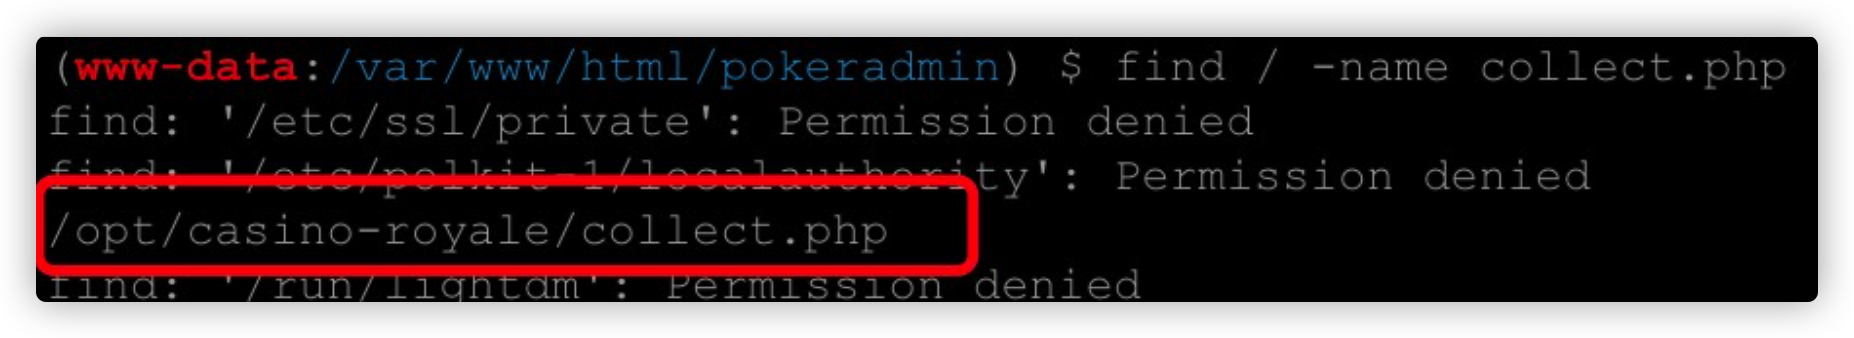 (www-data:/var/www/html/pokeradmin) $ find / -name collect.php
find: '/etc/ssl/private': Permission denied
find: '/etc/polkit-1/localauthority': Permission denied
/opt/casino-royale/collect.php
find: '/run/lightdm': Permission denied